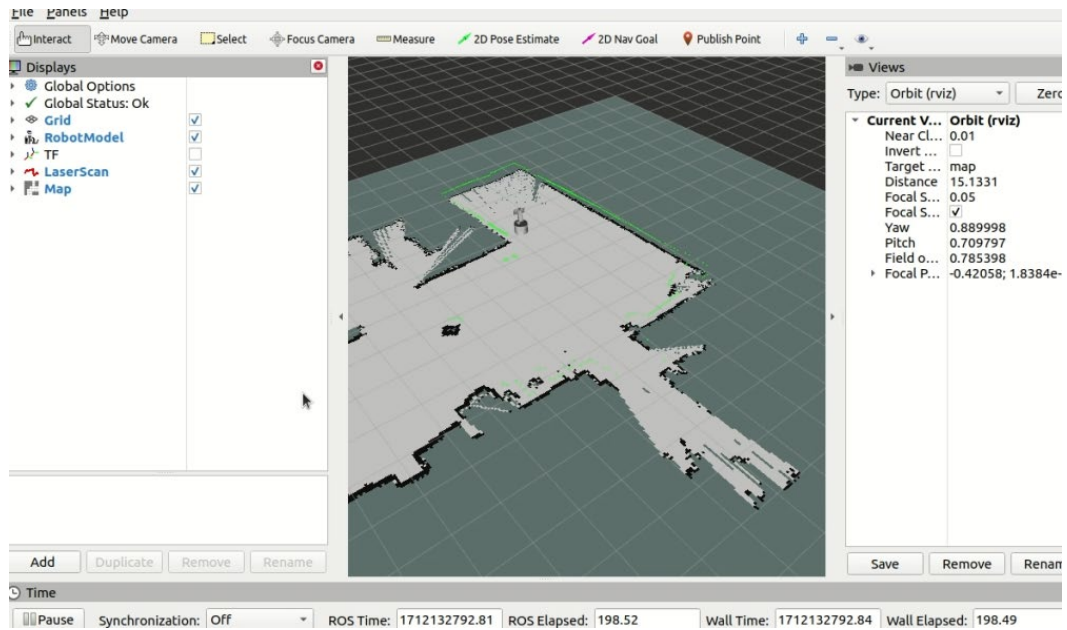 File Panels Help
Interact Move Camera Select Focus Camera Measure 2D Pose Estimate 2D Nav Goal Publish Point
Displays
Global Options
Global Status: Ok
Grid
RobotModel
TF
LaserScan
Map
Add Duplicate Remove Rename
Views
Type: Orbit (rviz) Zero
Current V... Orbit (rviz)
Near Cl... 0.01
Invert ...
Target ... map
Distance 15.1331
Focal S... 0.05
Focal S...
Yaw 0.889998
Pitch 0.709797
Field o... 0.785398
Focal P... -0.42058; 1.8384e-
Save Remove Renam
Time
Pause Synchronization: Off ROS Time: 1712132792.81 ROS Elapsed: 198.52 Wall Time: 1712132792.84 Wall Elapsed: 198.49